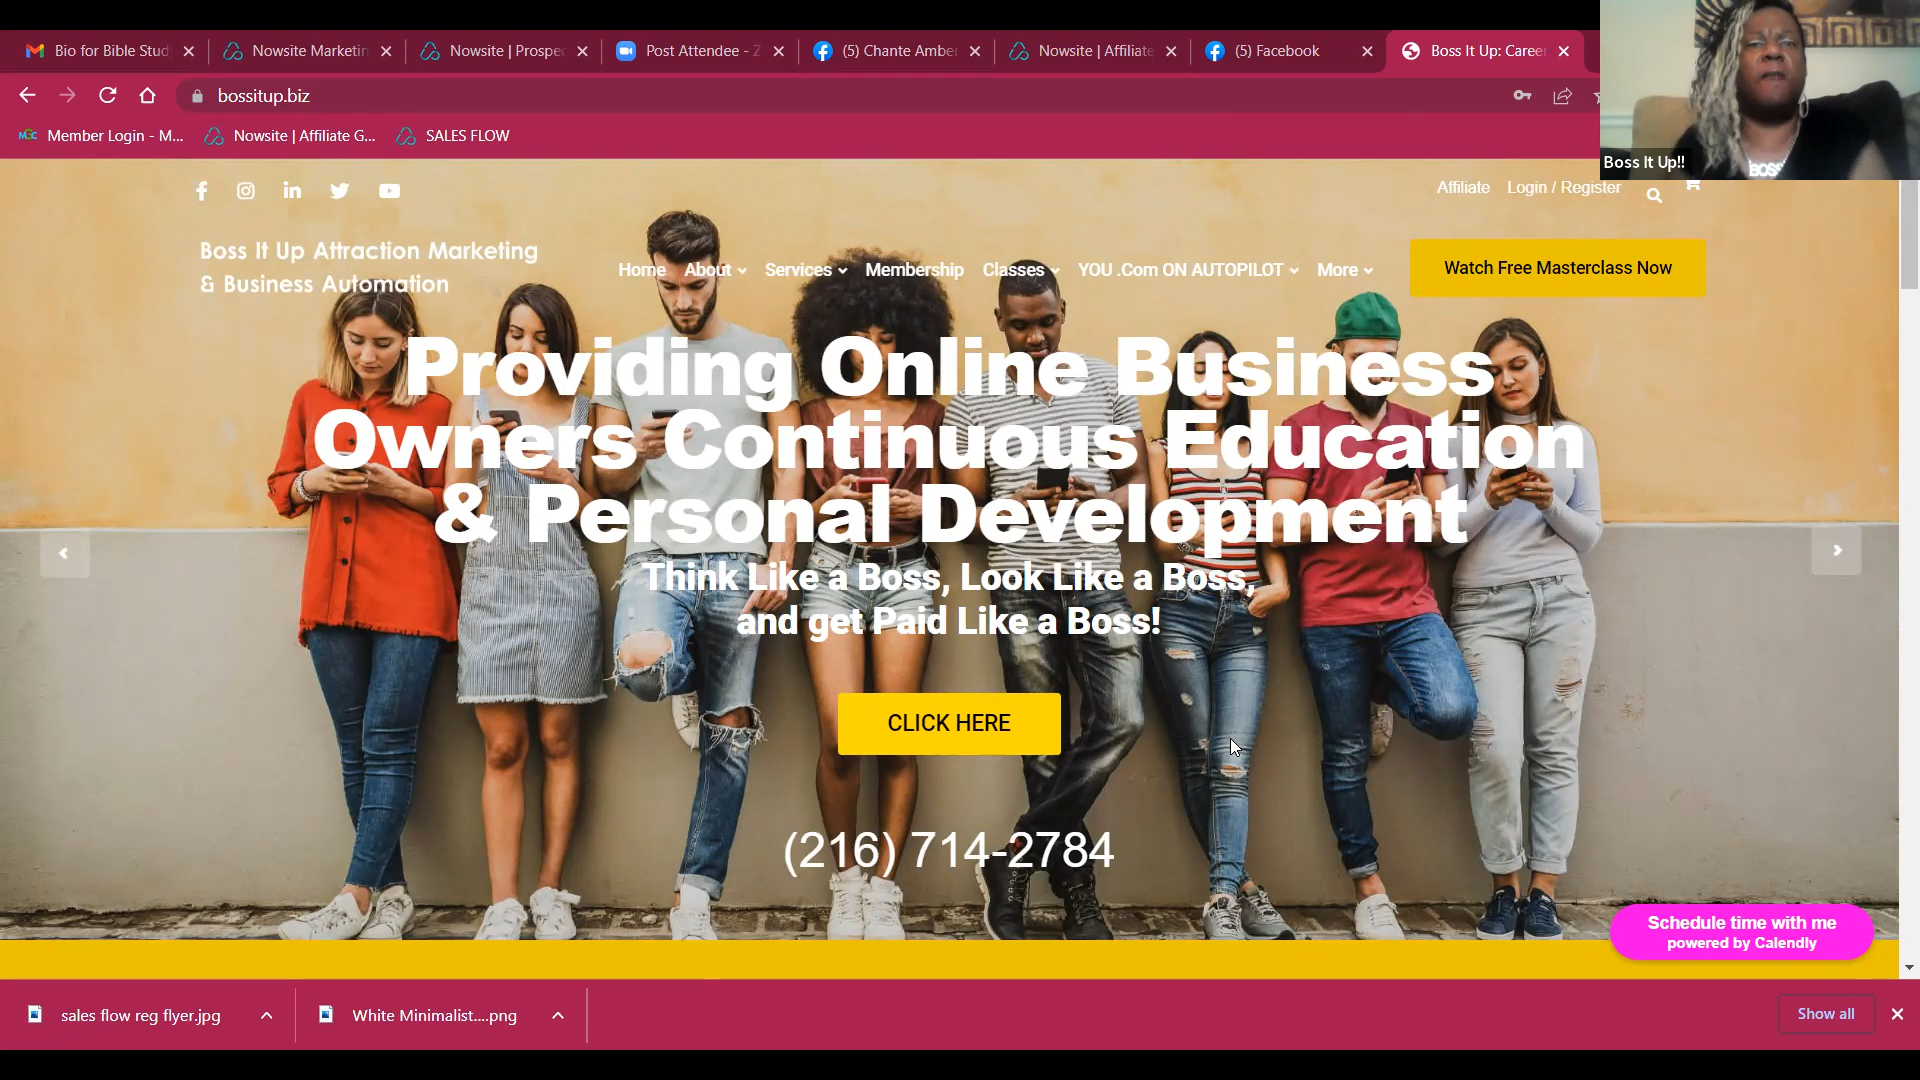 Bio for Bible Stud
Nowsite Marketin
Nowsite | Prospec
Post Attendee - Z
(5) Chante Amber
Nowsite | Affiliate
(5) Facebook
Boss It Up: Career
bossitup.biz
Member Login - M...
Nowsite | Affiliate G...
SALES FLOW
Boss It Up!!
BOSS
Affiliate
Login / Register
Boss It Up Attraction Marketing
& Business Automation
Home
About
Services
Membership
Classes
YOU .Com ON AUTOPILOT
More
Watch Free Masterclass Now
Providing Online Business
Owners Continuous Education
& Personal Development
Think Like a Boss, Look Like a Boss,
and get Paid Like a Boss!
CLICK HERE
(216) 714-2784
Schedule time with me
powered by Calendly
sales flow reg flyer.jpg
White Minimalist....png
Show all